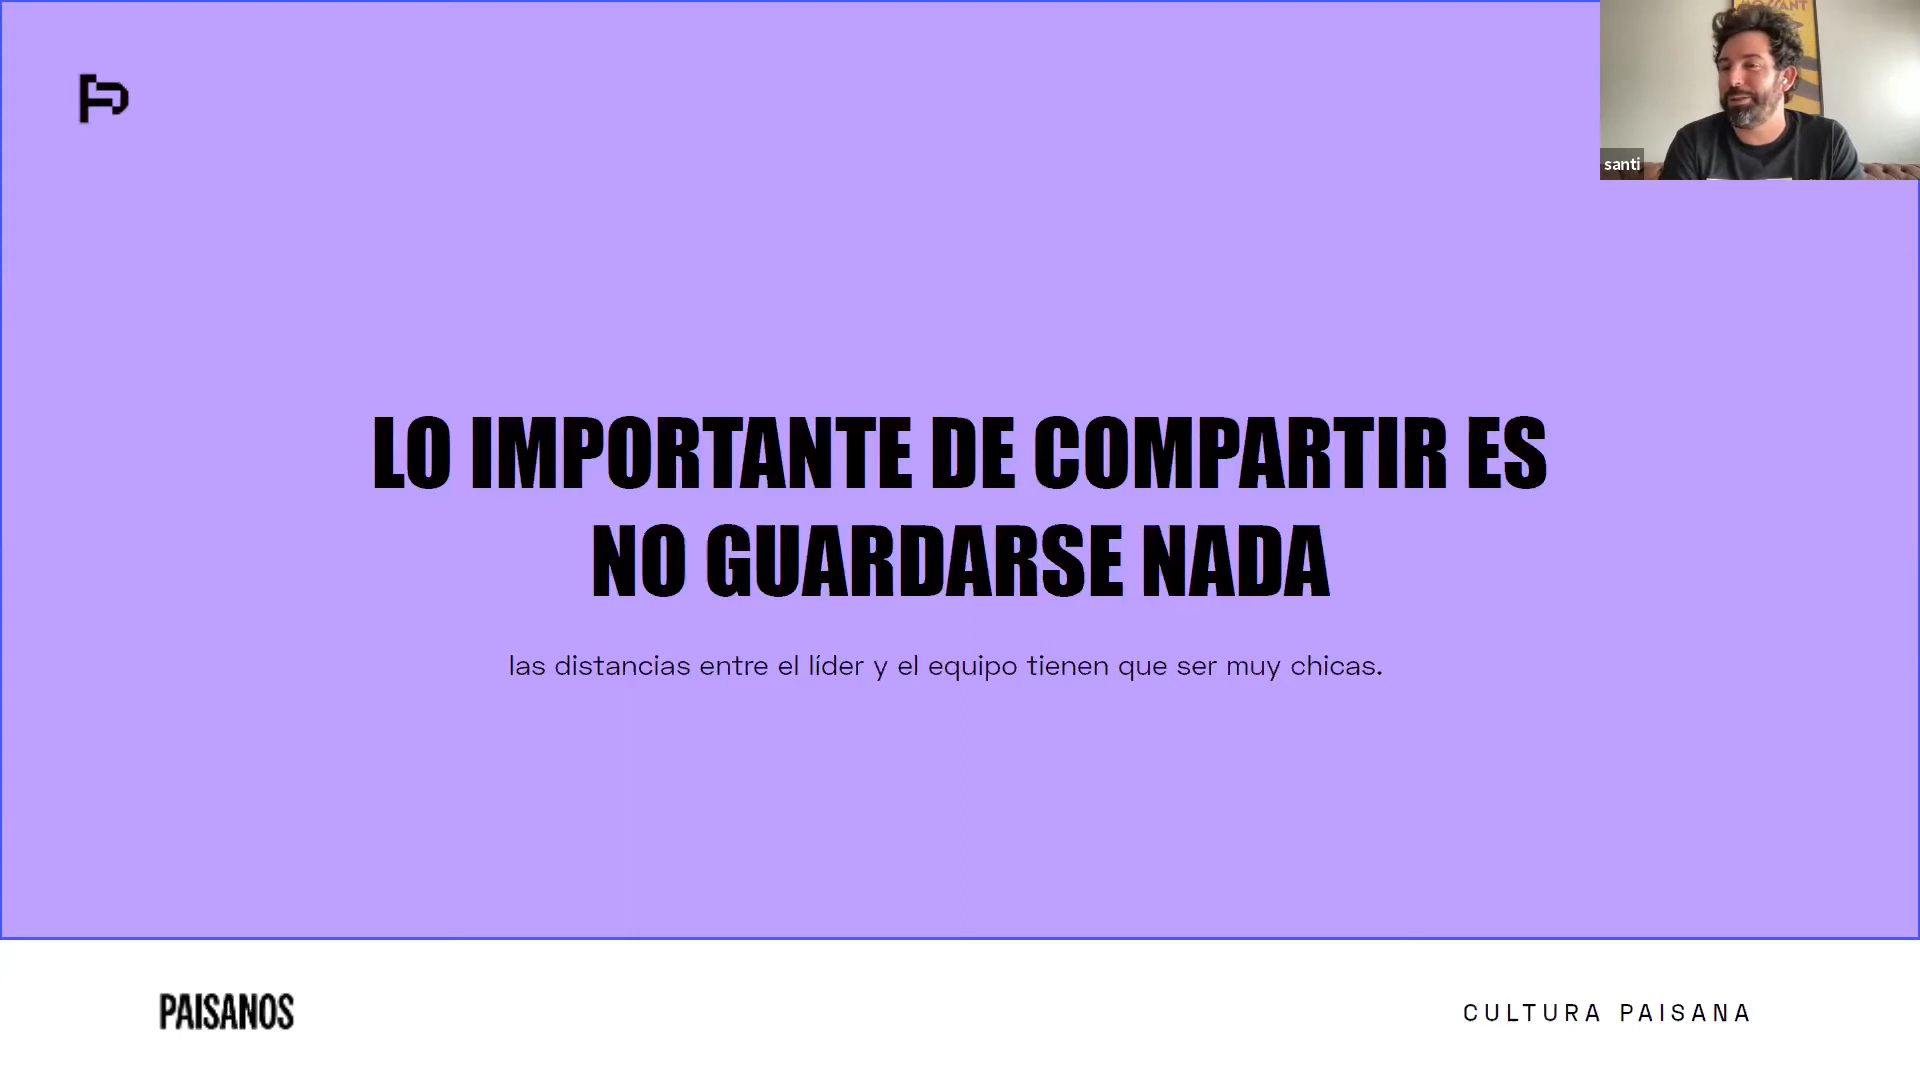 santi
LO IMPORTANTE DE COMPARTIR ES
NO GUARDARSE NADA
las distancias entre el líder y el equipo tienen que ser muy chicas.
PAISANOS
CULTURA PAISANA